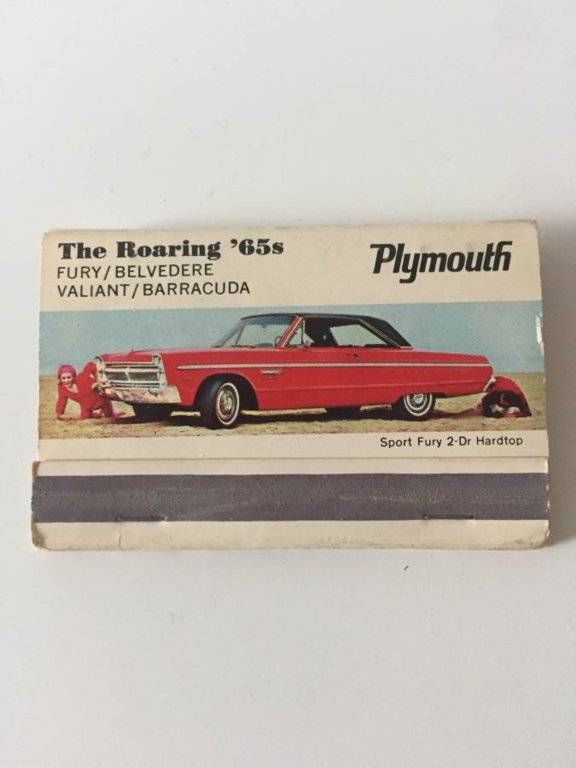 The Roaring '65s
FURY/BELVEDERE
VALIANT/BARRACUDA
Plymouth
Sport Fury 2-Dr Hardtop